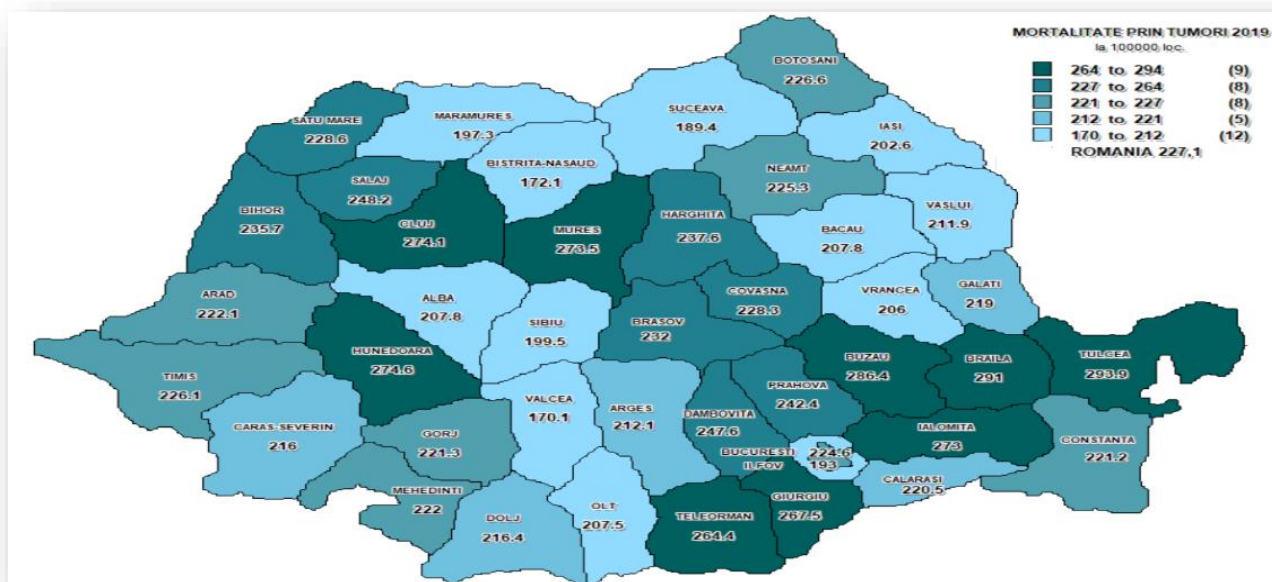 MORTALITATE PRIN TUMORI 2019
la 100000 loc.
264 to 294 (9)
227 to 264 (8)
221 to 227 (8)
212 to 221 (5)
170 to 212 (12)
ROMANIA 227,1
BOTOSANI
226.6
SUCEAVA
189.4
MARAMURES
197.3
SATU MARE
228.6
IASI
202.6
BISTRITA-NASAUD
172.1
NEAMT
225.3
SALAJ
248.2
BIHOR
235.7
CLUJ
274.1
MURES
273.5
HARGHITA
237.6
BACAU
207.8
VASLUI
211.9
ARAD
222.1
ALBA
207.8
SIBIU
199.5
BRASOV
232
COVASNA
228.3
VRANCEA
206
GALATI
219
HUNEDOARA
274.6
TIMIS
226.1
BUZAU
286.4
BRAILA
291
TULCEA
293.9
CARAS-SEVERIN
216
GORJ
221.3
VALCEA
170.1
ARGES
212.1
DAMBOVITA
247.6
PRAHOVA
242.4
IALOMITA
273
CONSTANTA
221.2
BUCURESTI
224.6
ILFOV
193
CALARASI
220.5
MEHEDINTI
222
DOLJ
216.4
OLT
207.5
TELEORMAN
264.4
GIURGIU
267.5